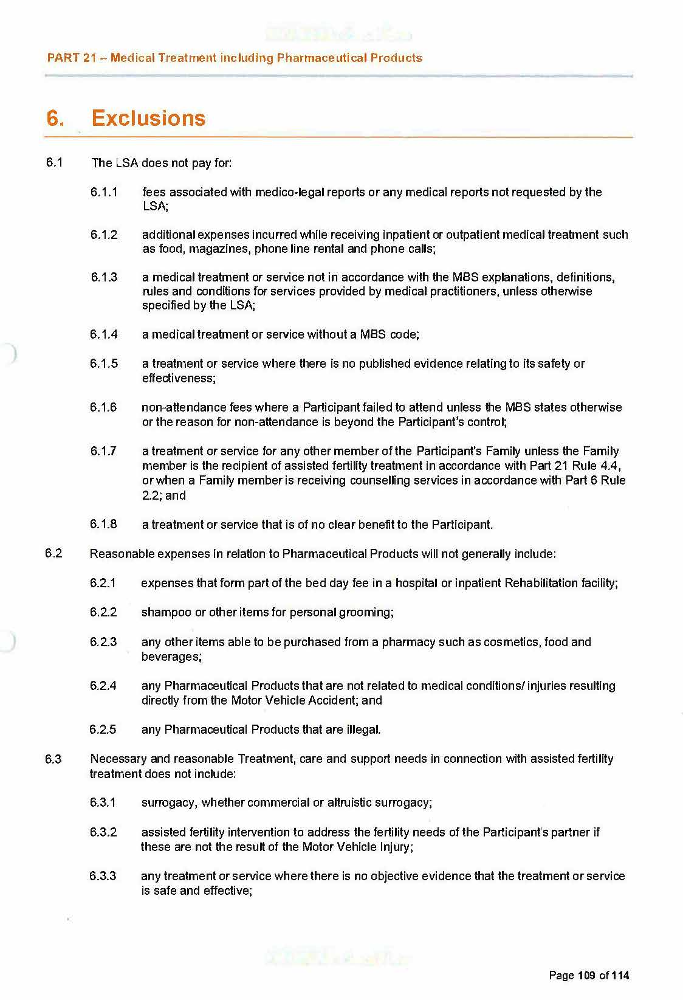 PART 21 – Medical Treatment including Pharmaceutical Products
6. Exclusions
6.1 The LSA does not pay for:
6.1.1 fees associated with medico-legal reports or any medical reports not requested by the
LSA;
6.1.2 additional expenses incurred while receiving inpatient or outpatient medical treatment such
as food, magazines, phone line rental and phone calls;
6.1.3 a medical treatment or service not in accordance with the MBS explanations, definitions,
rules and conditions for services provided by medical practitioners, unless otherwise
specified by the LSA;
6.1.4 a medical treatment or service without a MBS code;
6.1.5 a treatment or service where there is no published evidence relating to its safety or
effectiveness;
6.1.6 non-attendance fees where a Participant failed to attend unless the MBS states otherwise
or the reason for non-attendance is beyond the Participant's control;
6.1.7 a treatment or service for any other member of the Participant's Family unless the Family
member is the recipient of assisted fertility treatment in accordance with Part 21 Rule 4.4,
or when a Family member is receiving counselling services in accordance with Part 6 Rule
2.2; and
6.1.8 a treatment or service that is of no clear benefit to the Participant.
6.2 Reasonable expenses in relation to Pharmaceutical Products will not generally include:
6.2.1 expenses that form part of the bed day fee in a hospital or inpatient Rehabilitation facility;
6.2.2 shampoo or other items for personal grooming;
6.2.3 any other items able to be purchased from a pharmacy such as cosmetics, food and
beverages;
6.2.4 any Pharmaceutical Products that are not related to medical conditions/ injuries resulting
directly from the Motor Vehicle Accident; and
6.2.5 any Pharmaceutical Products that are illegal.
6.3 Necessary and reasonable Treatment, care and support needs in connection with assisted fertility
treatment does not include:
6.3.1 surrogacy, whether commercial or altruistic surrogacy;
6.3.2 assisted fertility intervention to address the fertility needs of the Participant's partner if
these are not the result of the Motor Vehicle Injury;
6.3.3 any treatment or service where there is no objective evidence that the treatment or service
is safe and effective;
Page 109 of 114